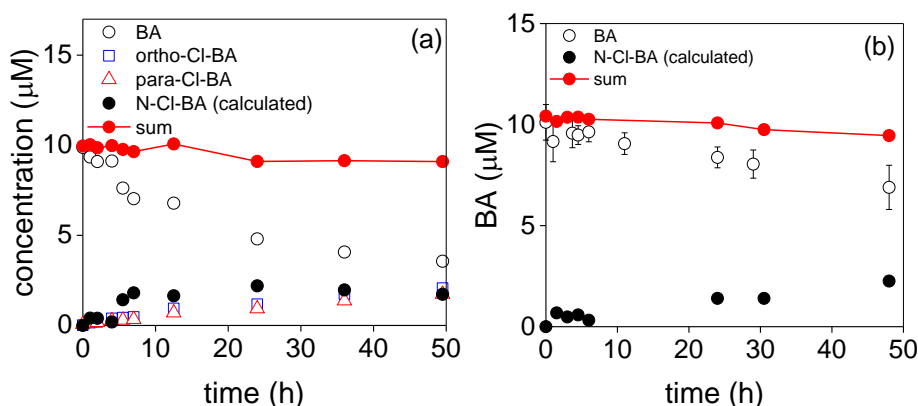 (a)
BA
ortho-Cl-BA
para-Cl-BA
N-Cl-BA (calculated)
sum
concentration (μM)
15
10
5
0
0 10 20 30 40 50
time (h)
(b)
BA
N-Cl-BA (calculated)
sum
BA (μM)
15
10
5
0
0 10 20 30 40 50
time (h)